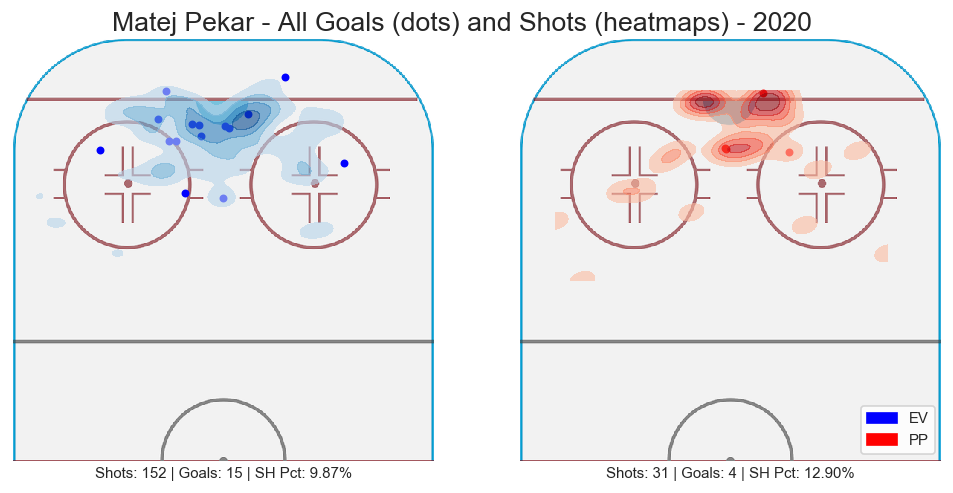 Matej Pekar - All Goals (dots) and Shots (heatmaps) - 2020
EV
PP
Shots: 152 | Goals: 15 | SH Pct: 9.87%
Shots: 31 | Goals: 4 | SH Pct: 12.90%